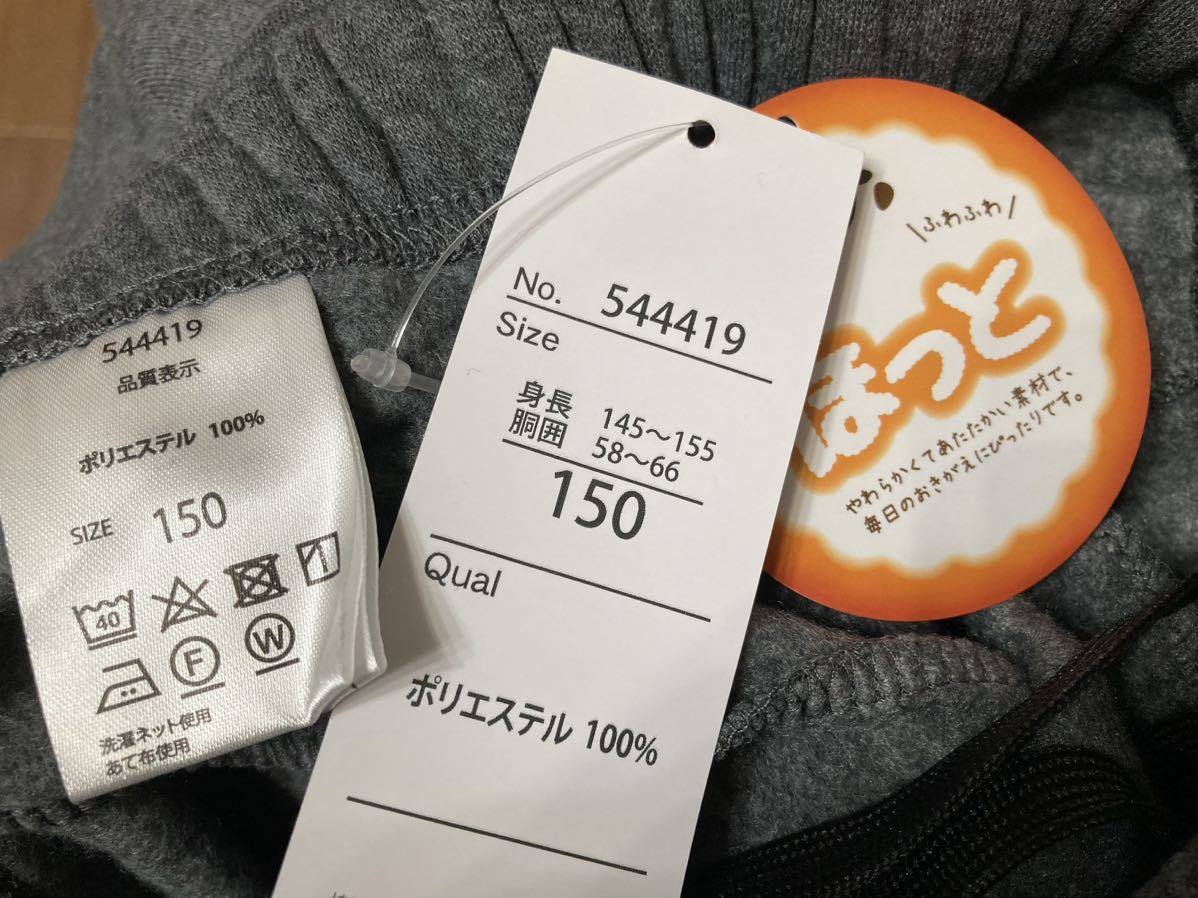 544419
品質表示
ポリエステル 100%
SIZE 150
40
1
F
W
洗濯ネット使用
あて布使用
No. 544419
Size
身長 145〜155
胴囲 58〜66
150
Qual
ポリエステル 100%
\ふわふわ/
ほっと
やわらかくてあたたかい素材で、
毎日のおきがえにぴったりです。